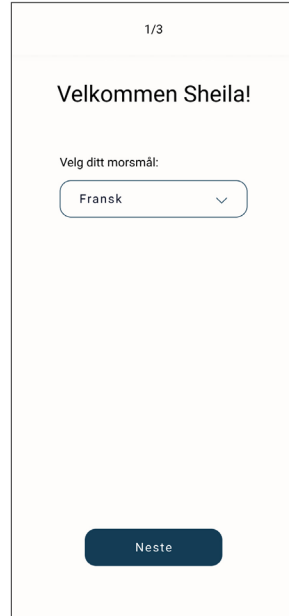 1/3
Velkommen Sheila!
Velg ditt morsmål:
Fransk
Neste